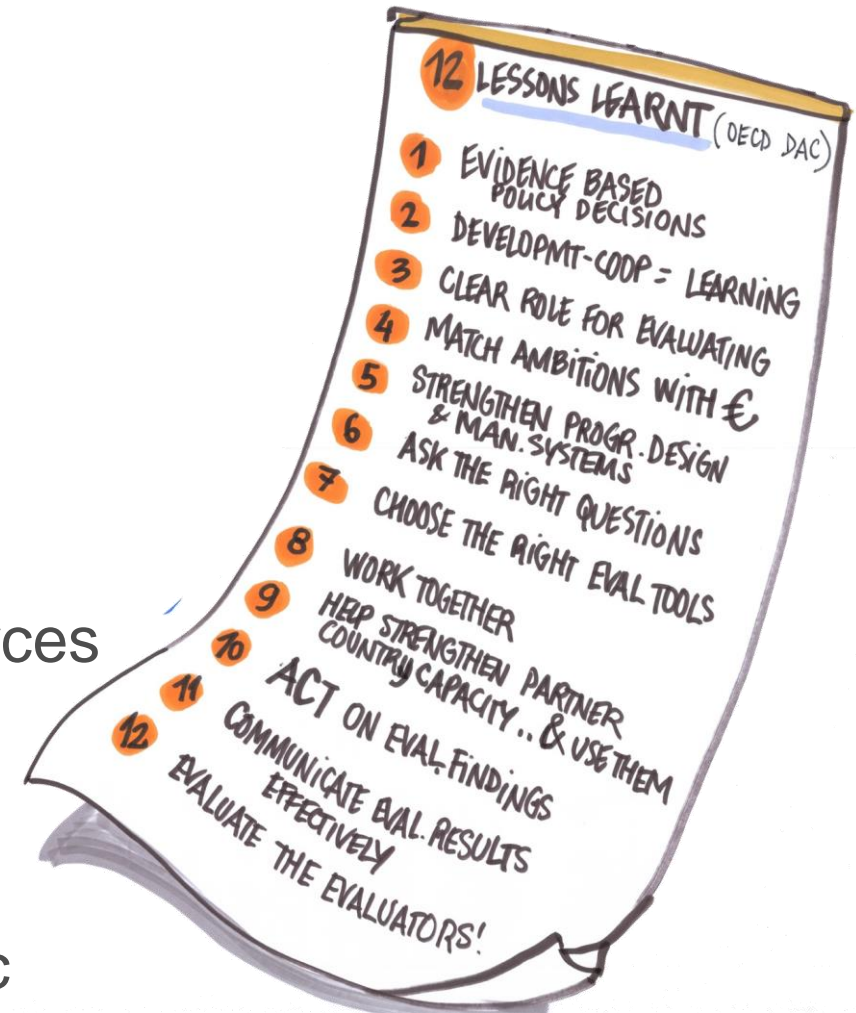 12 LESSONS LEARNT (OECD DAC)
1 EVIDENCE BASED
POLICY DECISIONS
2 DEVELOPMT-COOP = LEARNING
3 CLEAR ROLE FOR EVALUATING
4 MATCH AMBITIONS WITH €
5 STRENGTHEN PROGR. DESIGN
& MAN. SYSTEMS
6 ASK THE RIGHT QUESTIONS
7 CHOOSE THE RIGHT EVAL TOOLS
8 WORK TOGETHER
9 HELP STRENGTHEN PARTNER
COUNTRY CAPACITY .. & USE THEM
10 ACT ON EVAL. FINDINGS
11 COMMUNICATE EVAL. RESULTS
EFFECTIVELY
12 EVALUATE THE EVALUATORS!